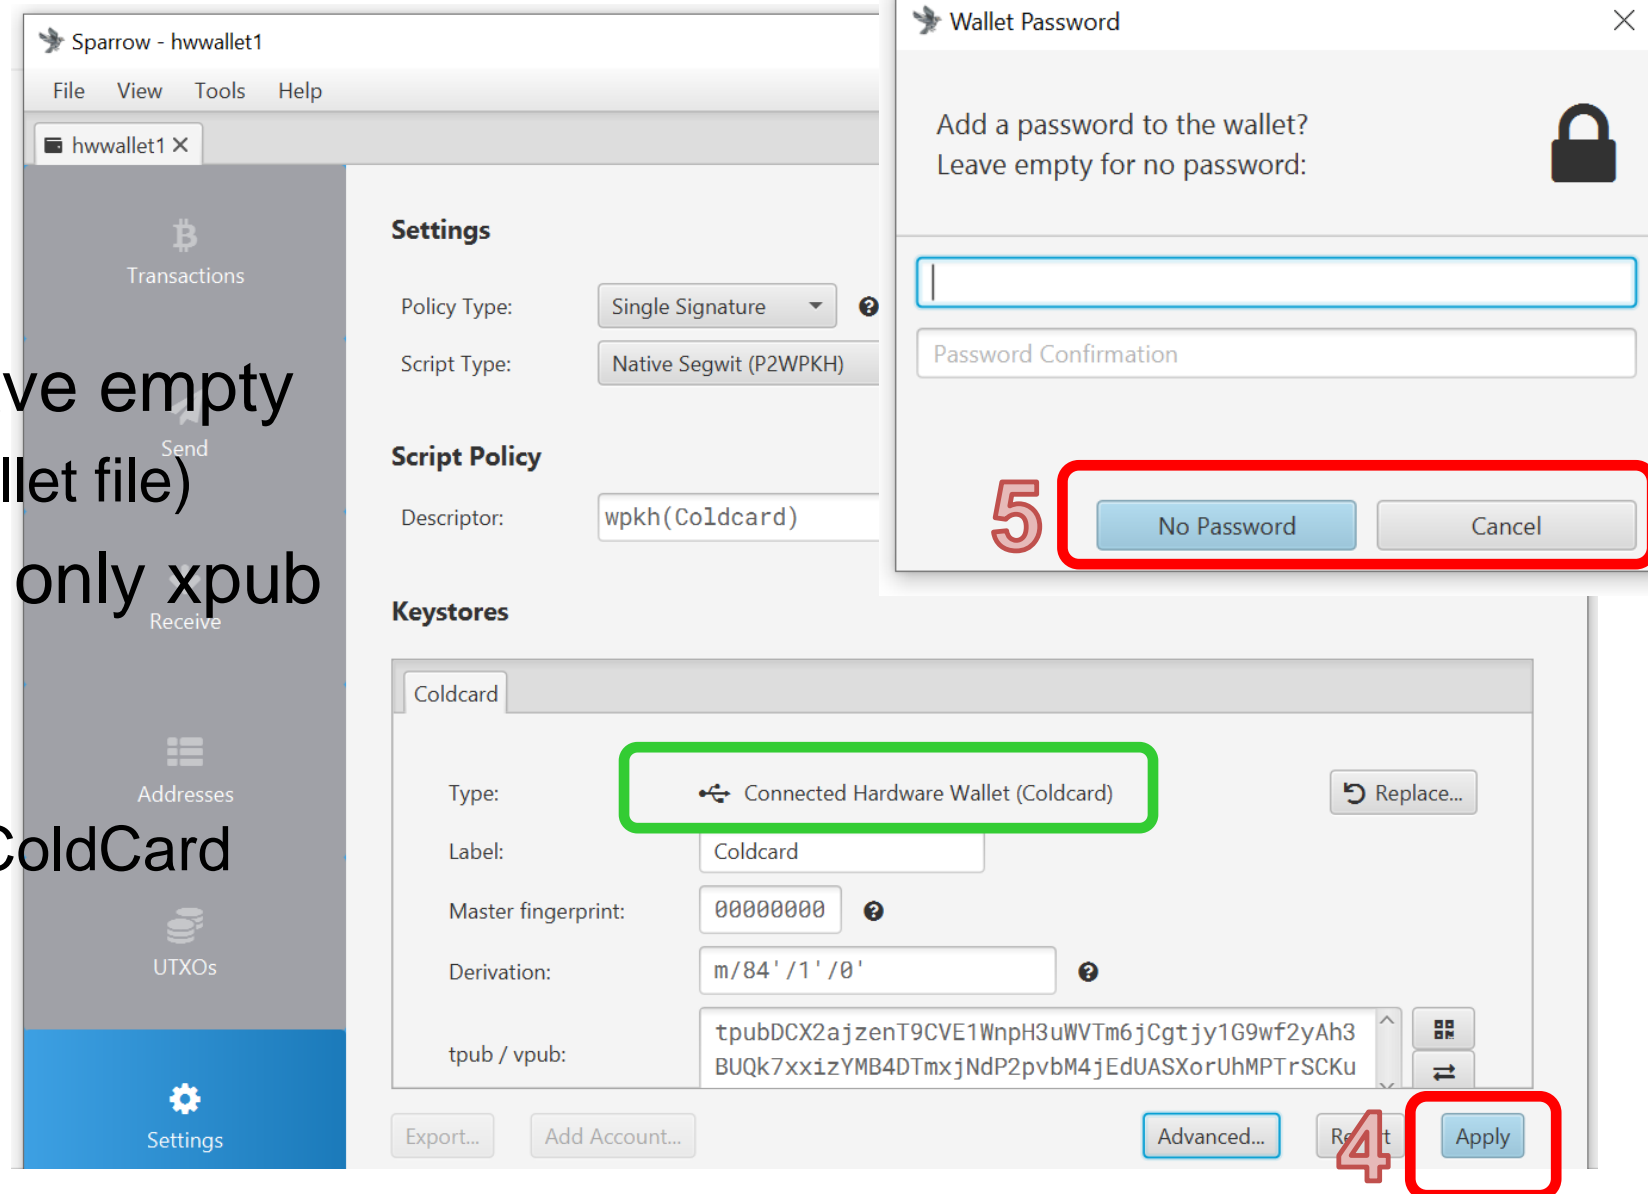 Sparrow - hwwallet1
File View Tools Help
hwwallet1
Transactions
Send
Receive
Addresses
UTXOs
Settings
ve empty
llet file)
only xpub
ColdCard
Settings
Policy Type: Single Signature
Script Type: Native Segwit (P2WPKH)
Script Policy
Descriptor: wpkh(Coldcard)
Keystores
Coldcard
Type: Connected Hardware Wallet (Coldcard) Replace...
Label: Coldcard
Master fingerprint: 00000000
Derivation: m/84'/1'/0'
tpub / vpub: tpubDCX2ajzenT9CVE1WnpH3uWVTm6jCgtjy1G9wf2yAh3
BUQk7xxizYMB4DTmxjNdP2pvbM4jEdUASXorUhMPTrSCKu
Export... Add Account... Advanced... Apply
4
Wallet Password
Add a password to the wallet?
Leave empty for no password:
Password Confirmation
5
No Password Cancel